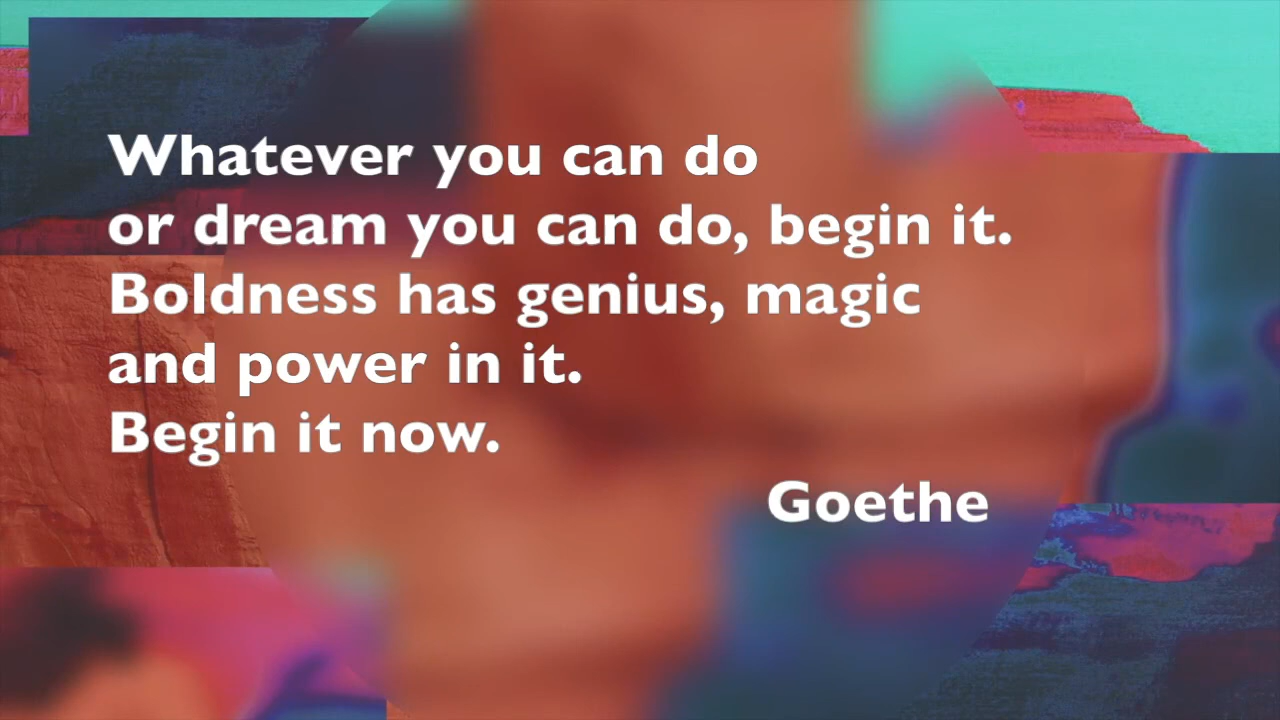 Whatever you can do
or dream you can do, begin it.
Boldness has genius, magic
and power in it.
Begin it now.
Goethe